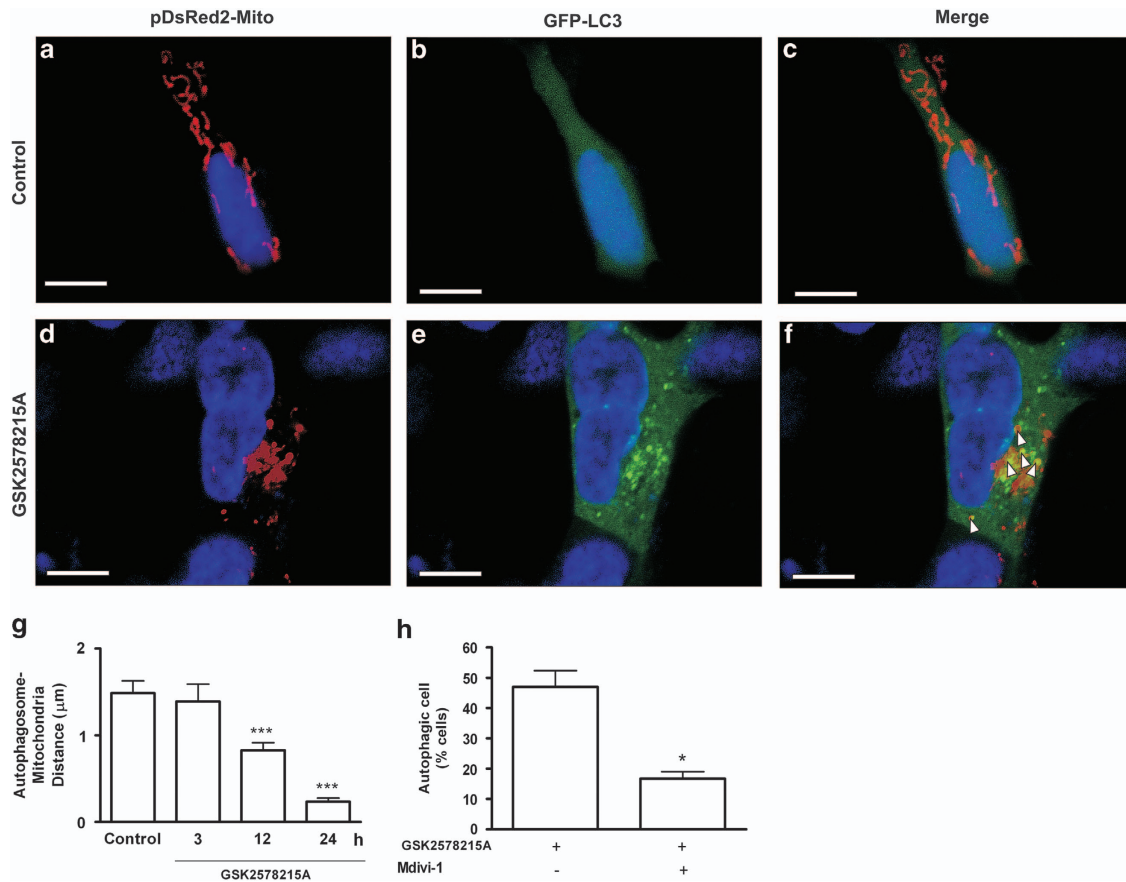 pDsRed2-Mito GFP-LC3 Merge
a b c
Control
d e f
GSK2578215A
g
Autophagosome-
Mitochondria
Distance (μm)
2
1
0
***
***
Control 3 12 24 h
GSK2578215A
h
Autophagic cell
(% cells)
60
50
40
30
20
10
0
*
GSK2578215A + +
Mdivi-1 - +